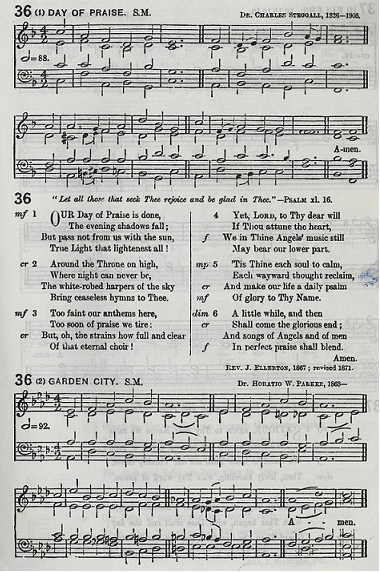 36 (1) DAY OF PRAISE. S.M. DR. CHARLES STEGGALL, 1826—1905.
♩=88.
A-men.
36 "Let all those that seek Thee rejoice and be glad in Thee."—PSALM xl. 16.
mf 1 OUR Day of Praise is done,
The evening shadows fall;
But pass not from us with the sun,
True Light that lightenest all!
cr 2 Around the Throne on high,
Where night can never be,
The white-robed harpers of the sky
Bring ceaseless hymns to Thee.
mf 3 Too faint our anthems here,
Too soon of praise we tire:
cr But, oh, the strains how full and clear
Of that eternal choir!
4 Yet, LORD, to Thy dear will
If Thou attune the heart,
f We in Thine Angels' music still
May bear our lower part.
mp 5 'Tis Thine each soul to calm,
Each wayward thought reclaim,
cr And make our life a daily psalm
mf Of glory to Thy Name.
dim 6 A little while, and then
cr Shall come the glorious end;
And songs of Angels and of men
f In perfect praise shall blend.
Amen.
REV. J. ELLERTON, 1867; revised 1871.
36 (2) GARDEN CITY. S.M. DR. HORATIO W. PARKER, 1863—
♩=92.
A - men.